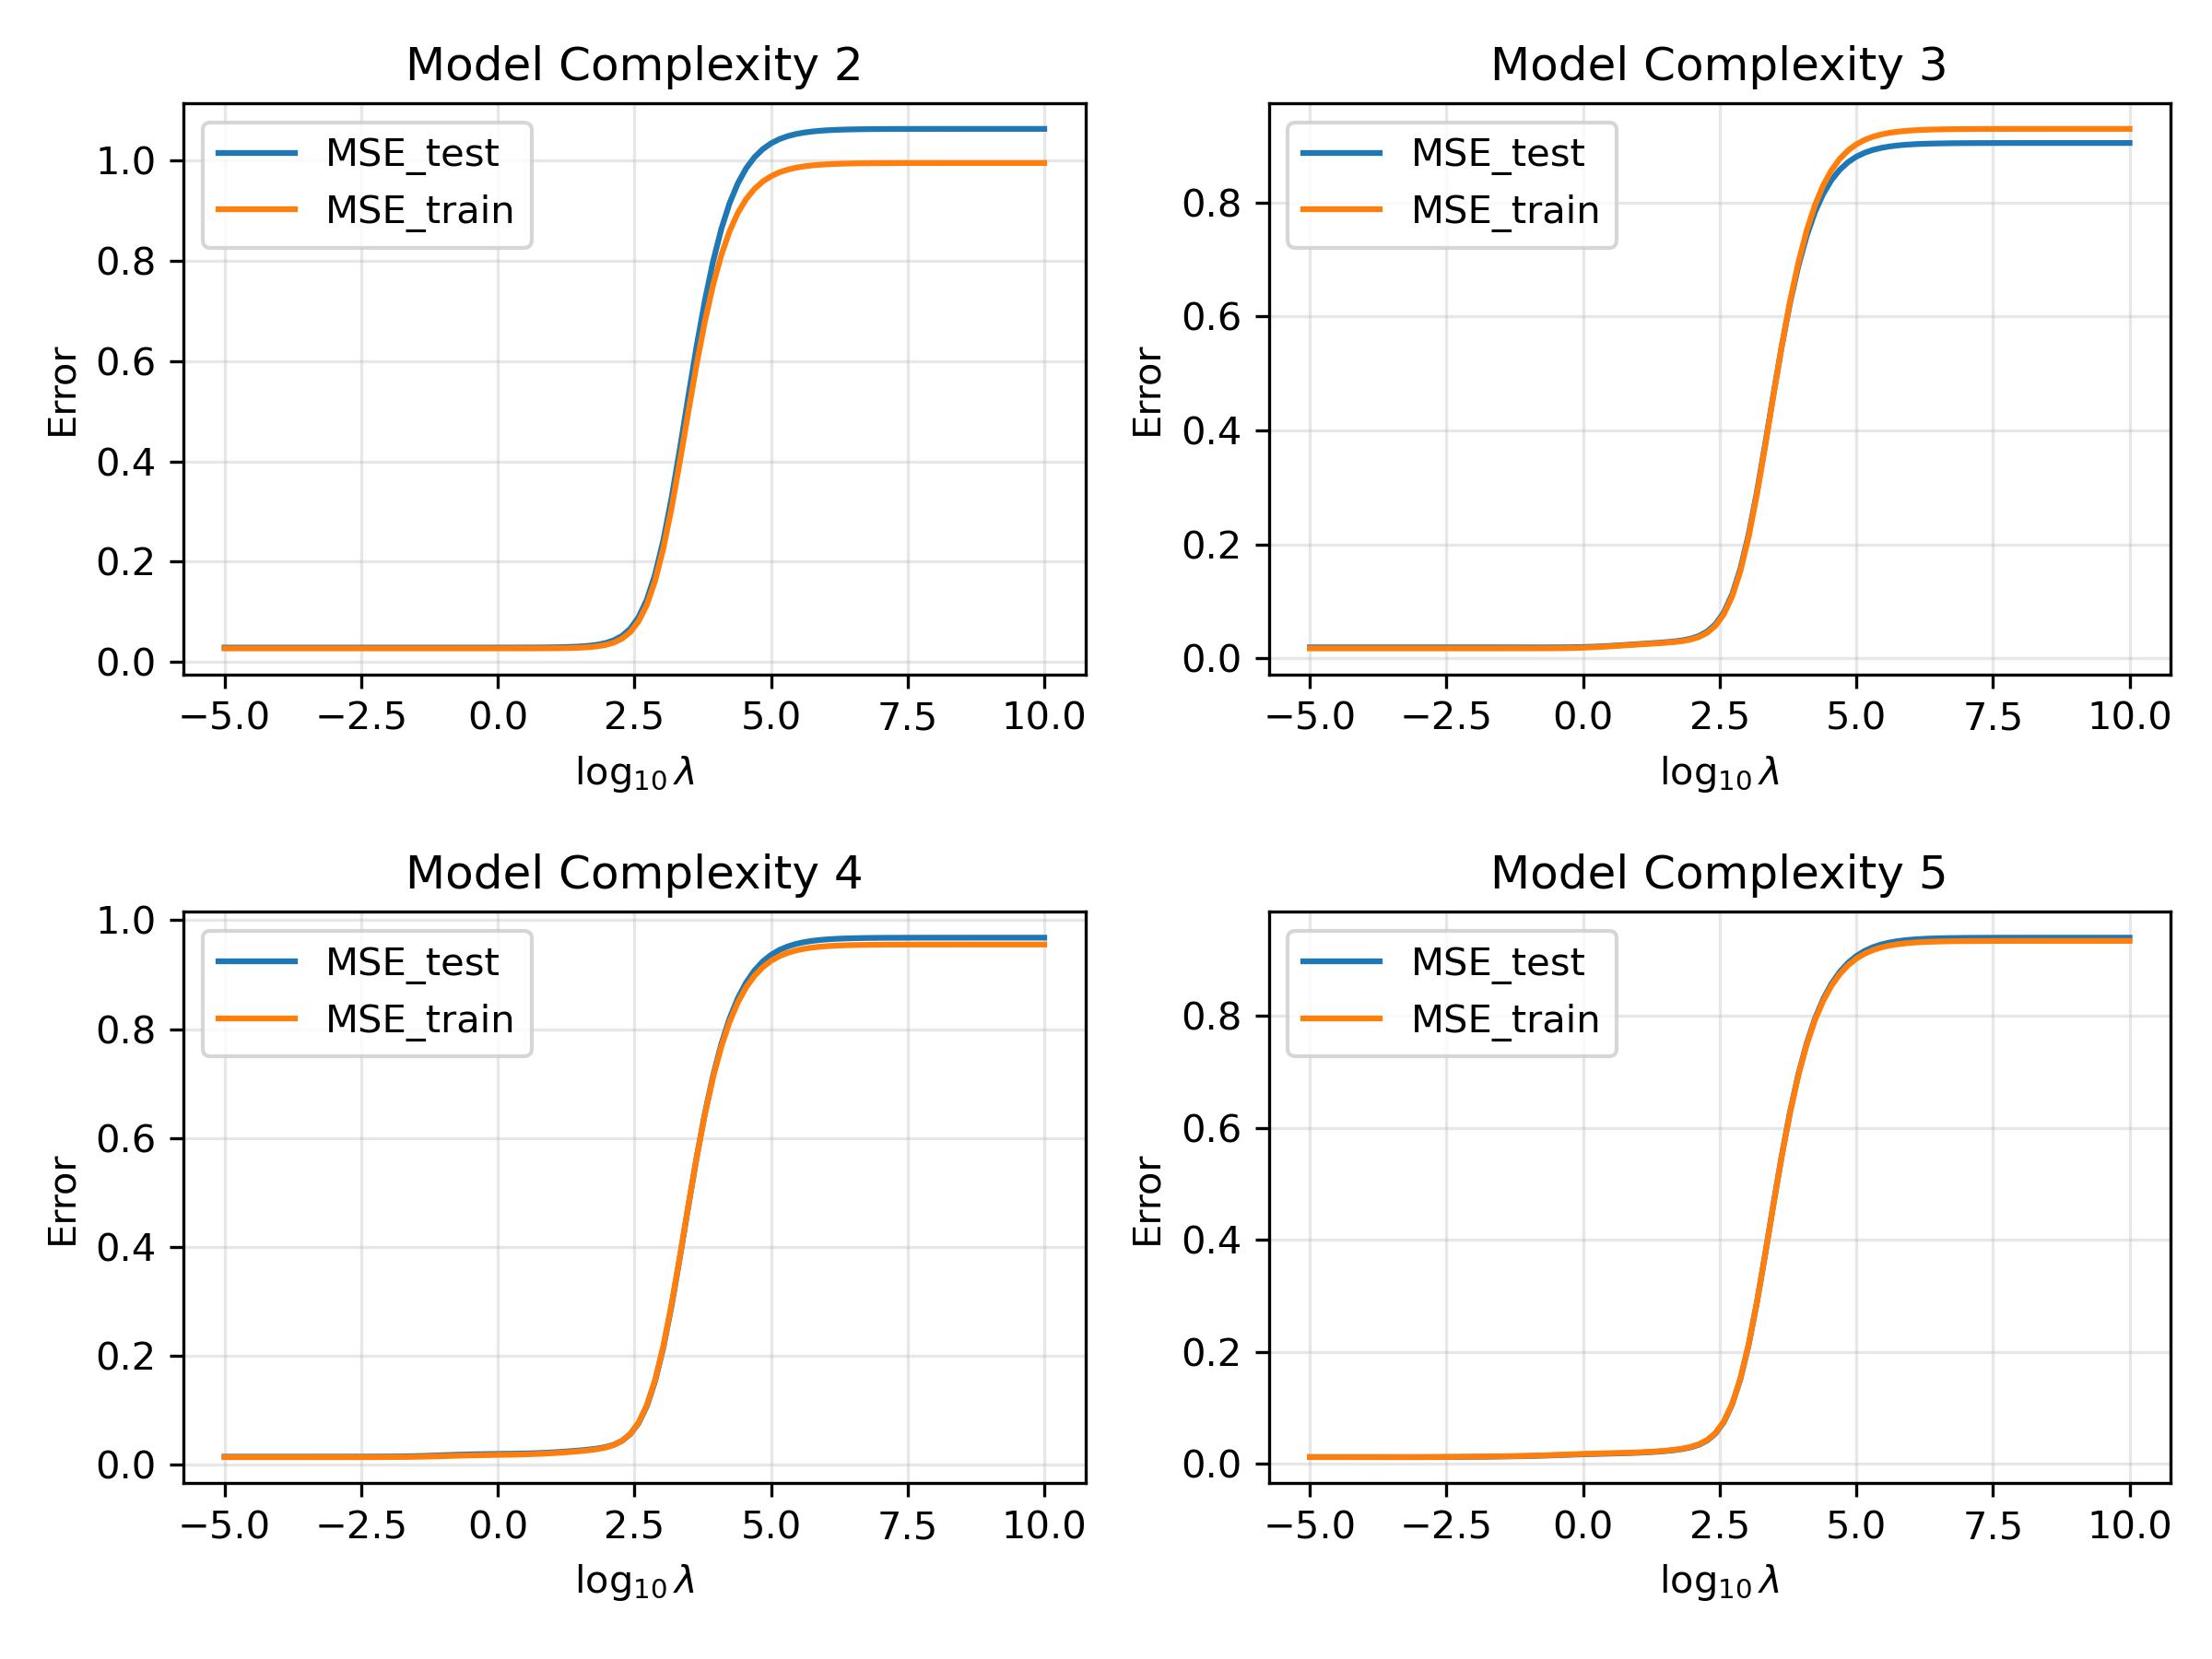 Model Complexity 2
MSE_test
MSE_train
Error
1.0
0.8
0.6
0.4
0.2
0.0
−5.0 −2.5 0.0 2.5 5.0 7.5 10.0
log₁₀ λ
Model Complexity 3
MSE_test
MSE_train
Error
0.8
0.6
0.4
0.2
0.0
−5.0 −2.5 0.0 2.5 5.0 7.5 10.0
log₁₀ λ
Model Complexity 4
MSE_test
MSE_train
Error
1.0
0.8
0.6
0.4
0.2
0.0
−5.0 −2.5 0.0 2.5 5.0 7.5 10.0
log₁₀ λ
Model Complexity 5
MSE_test
MSE_train
Error
0.8
0.6
0.4
0.2
0.0
−5.0 −2.5 0.0 2.5 5.0 7.5 10.0
log₁₀ λ